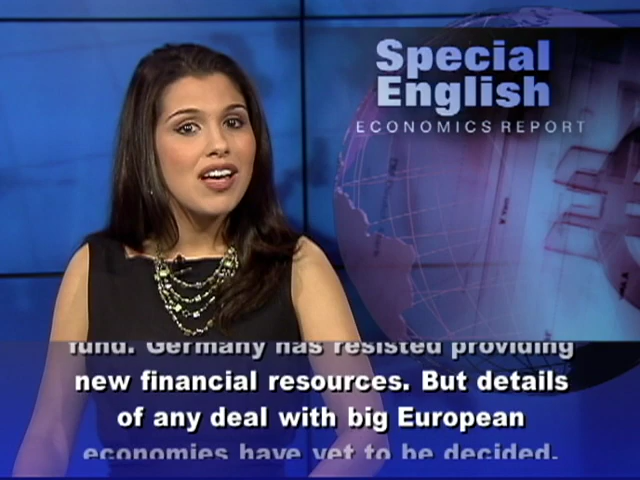 Special
English
ECONOMICS REPORT
fund. Germany has resisted providing
new financial resources. But details
of any deal with big European
economies have yet to be decided.